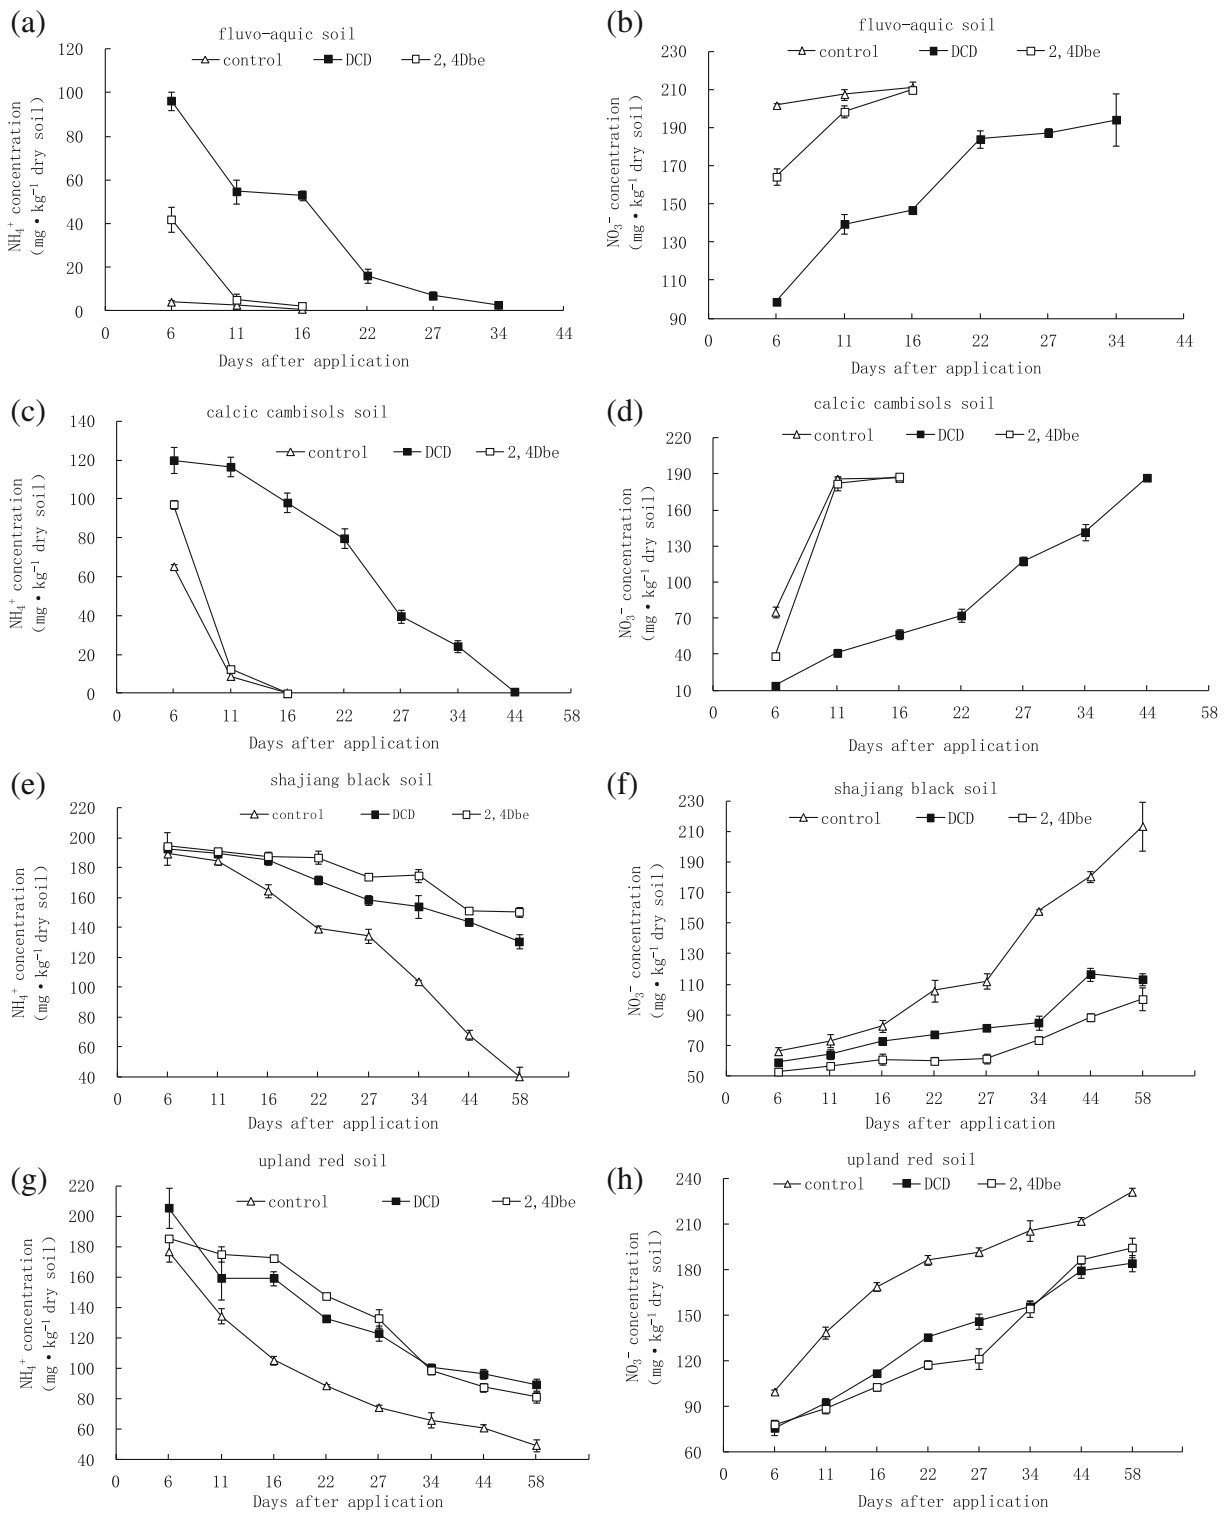 (a)
fluvo-aquic soil
control DCD 2,4Dbe
120
100
80
60
40
20
0
NH₄⁺ concentration
(mg·kg⁻¹ dry soil)
0 6 11 16 22 27 34 44
Days after application
(b)
fluvo-aquic soil
control DCD 2,4Dbe
230
210
190
170
150
130
110
90
NO₃⁻ concentration
(mg·kg⁻¹ dry soil)
0 6 11 16 22 27 34 44
Days after application
(c)
calcic cambisols soil
control DCD 2,4Dbe
140
120
100
80
60
40
20
0
NH₄⁺ concentration
(mg·kg⁻¹ dry soil)
0 6 11 16 22 27 34 44 58
Days after application
(d)
calcic cambisols soil
control DCD 2,4Dbe
220
190
160
130
100
70
40
10
NO₃⁻ concentration
(mg·kg⁻¹ dry soil)
0 6 11 16 22 27 34 44 58
Days after application
(e)
shajiang black soil
control DCD 2,4Dbe
220
200
180
160
140
120
100
80
60
40
NH₄⁺ concentration
(mg·kg⁻¹ dry soil)
0 6 11 16 22 27 34 44 58
Days after application
(f)
shajiang black soil
control DCD 2,4Dbe
230
210
190
170
150
130
110
90
70
50
NO₃⁻ concentration
(mg·kg⁻¹ dry soil)
0 6 11 16 22 27 34 44 58
Days after application
(g)
upland red soil
control DCD 2,4Dbe
220
200
180
160
140
120
100
80
60
40
NH₄⁺ concentration
(mg·kg⁻¹ dry soil)
0 6 11 16 22 27 34 44 58
Days after application
(h)
upland red soil
control DCD 2,4Dbe
240
210
180
150
120
90
60
NO₃⁻ concentration
(mg·kg⁻¹ dry soil)
0 6 11 16 22 27 34 44 58
Days after application